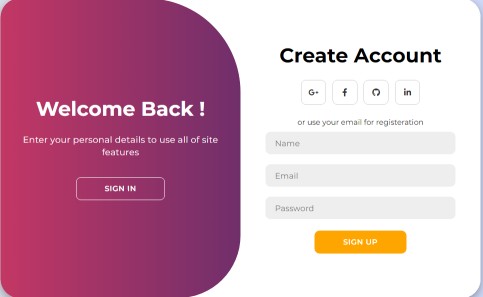 Welcome Back !
Enter your personal details to use all of site
features
SIGN IN
Create Account
G+
f
in
or use your email for registeration
Name
Email
Password
SIGN UP